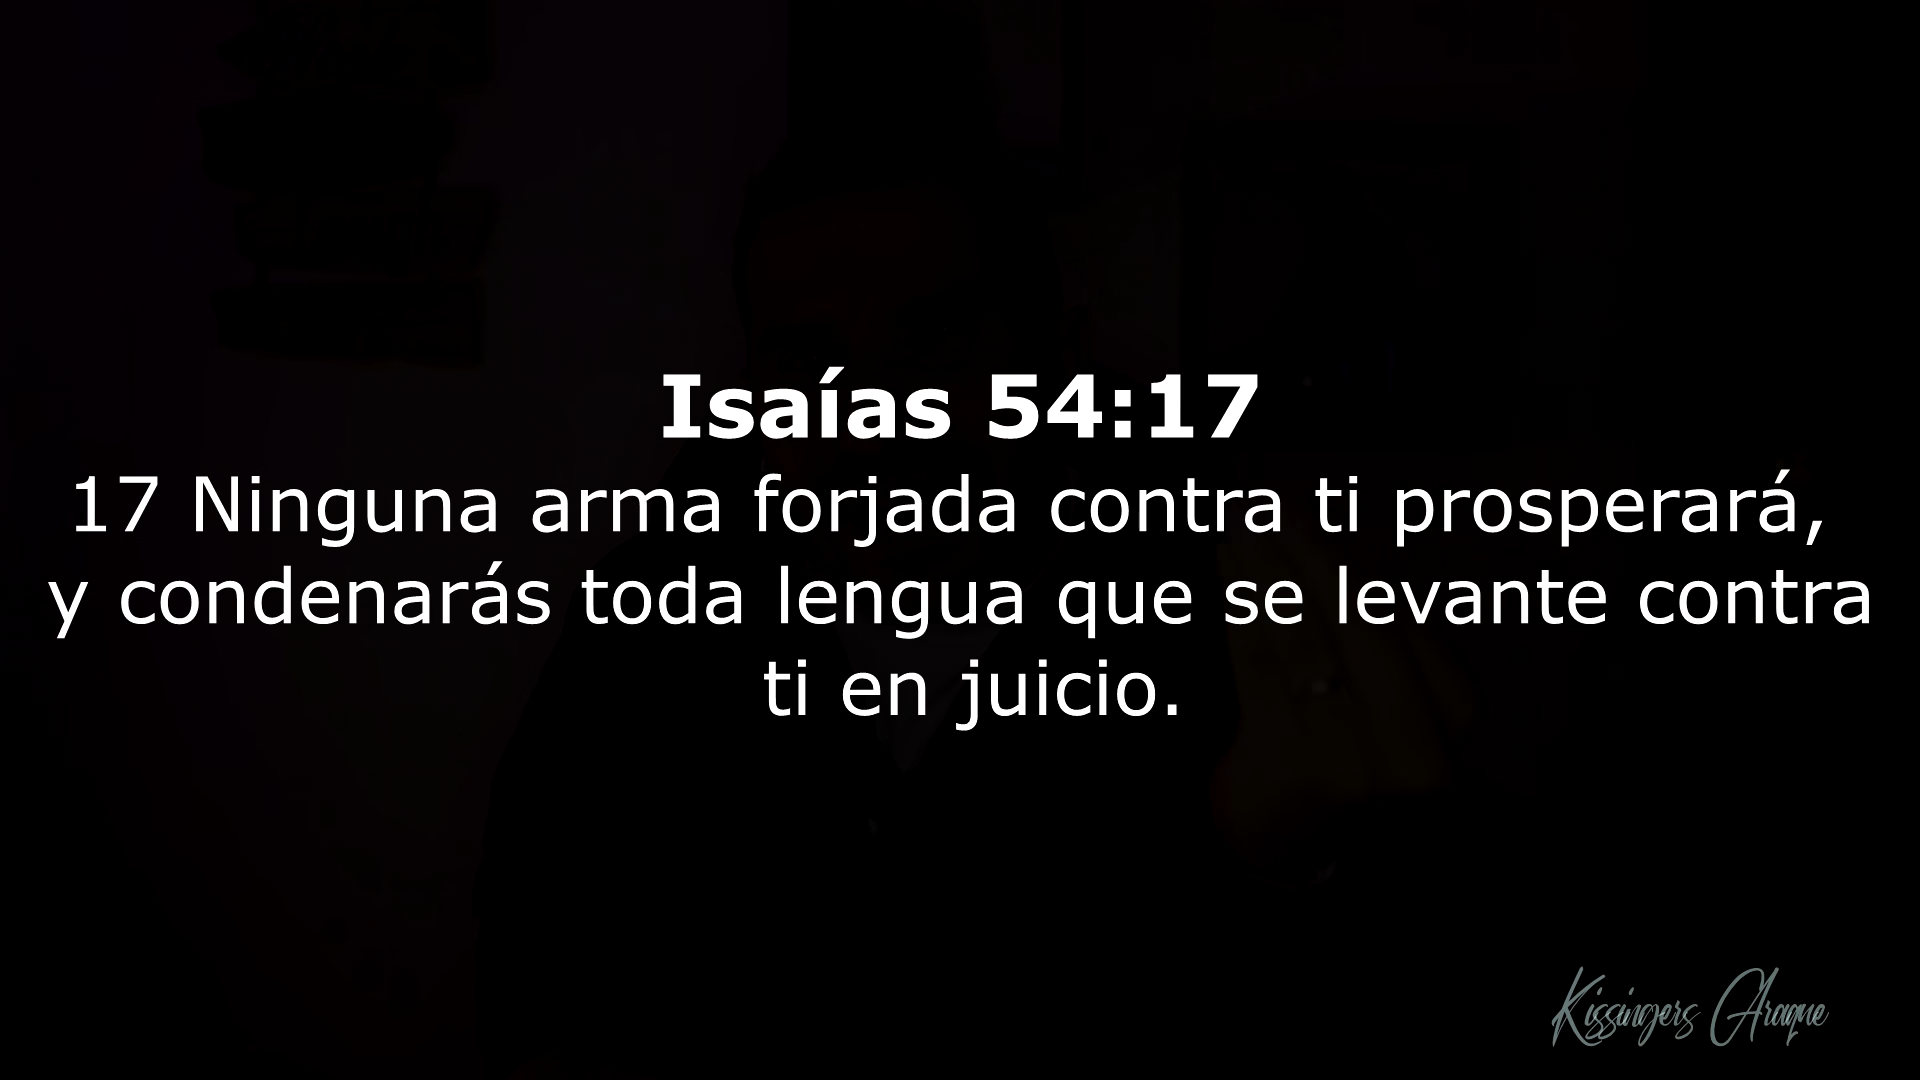 Isaías 54:17
17 Ninguna arma forjada contra ti prosperará,
y condenarás toda lengua que se levante contra
ti en juicio.
Kissingers Araque